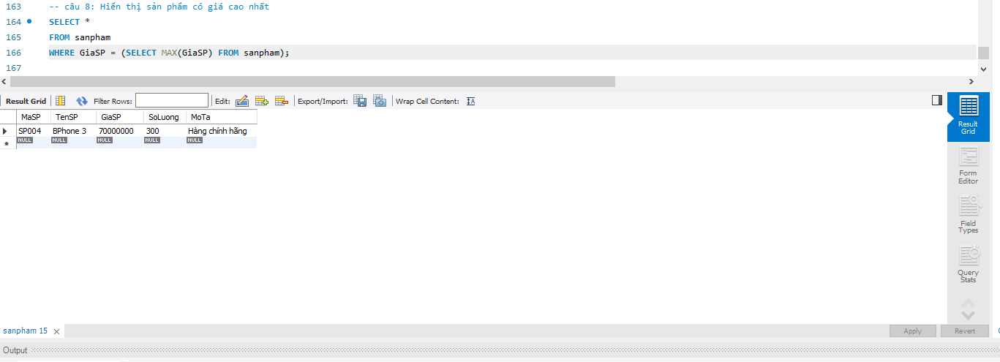 163 -- câu 8: Hiển thị sản phẩm có giá cao nhất
164 SELECT *
165 FROM sanpham
166 WHERE GiaSP = (SELECT MAX(GiaSP) FROM sanpham);
167
Result Grid Filter Rows: Edit: Export/Import: Wrap Cell Content:
MaSP TenSP GiaSP SoLuong MoTa
SP004 BPhone 3 70000000 300 Hàng chính hãng
NULL NULL NULL NULL NULL
Result
Grid
Form
Editor
Field
Types
Query
Stats
sanpham 15 Apply Revert
Output